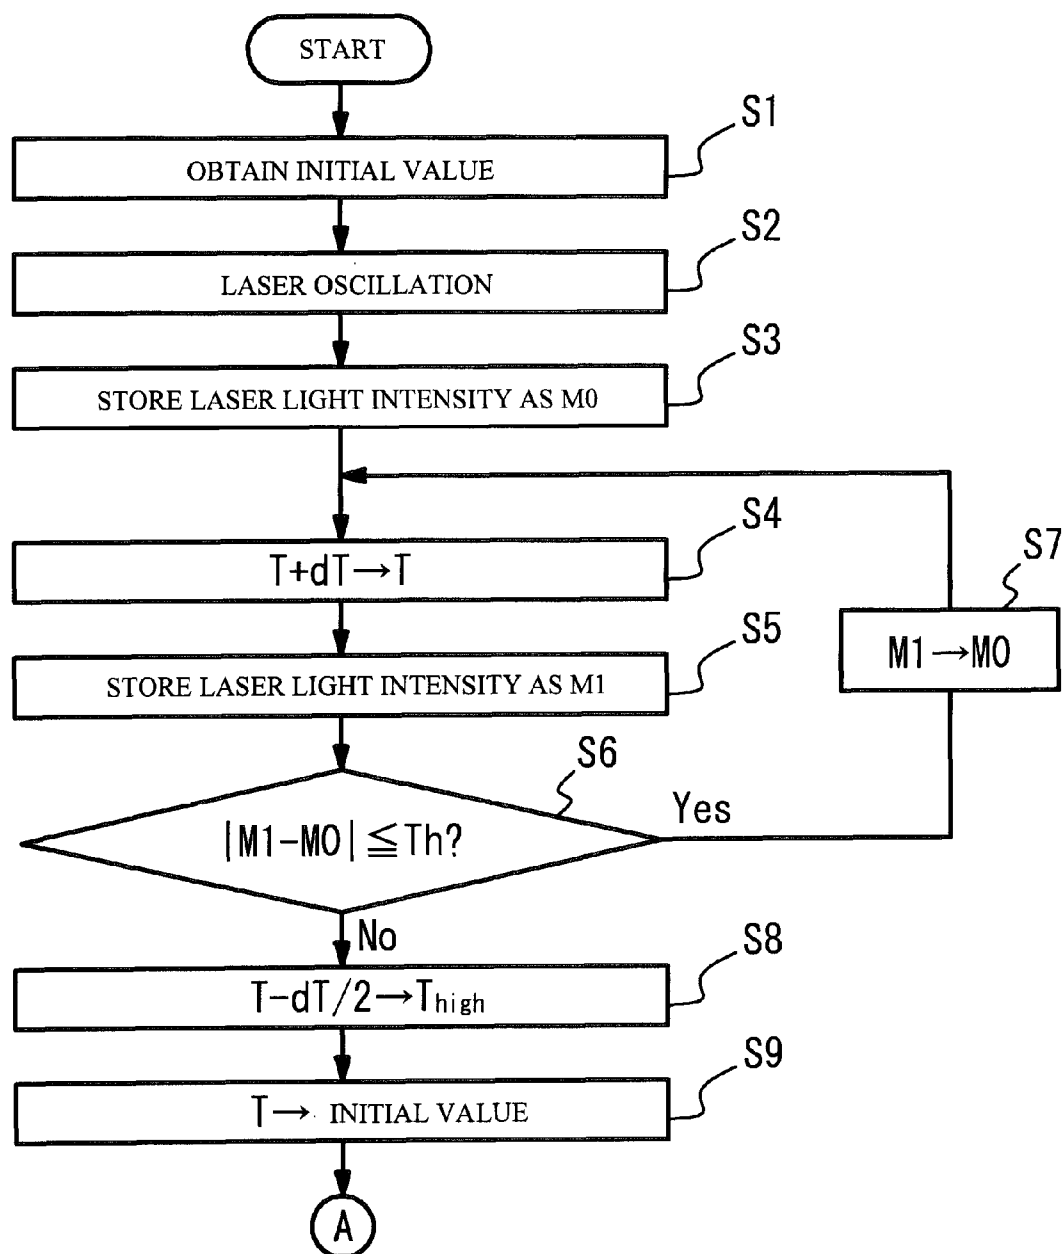 START
S1
OBTAIN INITIAL VALUE
S2
LASER OSCILLATION
S3
STORE LASER LIGHT INTENSITY AS M0
S4
T+dT→T
S7
M1→M0
S5
STORE LASER LIGHT INTENSITY AS M1
S6
|M1-M0|≦Th?
Yes
No
S8
T-dT/2→Thigh
S9
T→ INITIAL VALUE
A